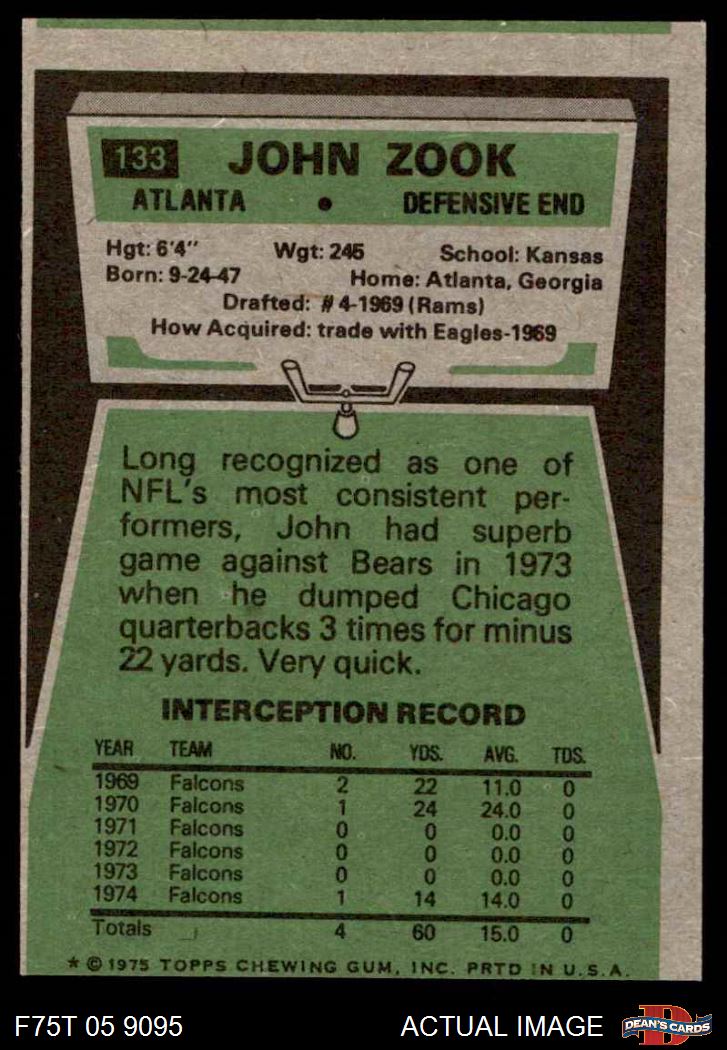 133 JOHN ZOOK
ATLANTA • DEFENSIVE END
Hgt: 6'4" Wgt: 245 School: Kansas
Born: 9-24-47 Home: Atlanta, Georgia
Drafted: #4-1969 (Rams)
How Acquired: trade with Eagles-1969
Long recognized as one of
NFL's most consistent per-
formers, John had superb
game against Bears in 1973
when he dumped Chicago
quarterbacks 3 times for minus
22 yards. Very quick.
INTERCEPTION RECORD
YEAR TEAM NO. YDS. AVG. TDS.
1969 Falcons 2 22 11.0 0
1970 Falcons 1 24 24.0 0
1971 Falcons 0 0 0.0 0
1972 Falcons 0 0 0.0 0
1973 Falcons 0 0 0.0 0
1974 Falcons 1 14 14.0 0
Totals 4 60 15.0 0
* © 1975 TOPPS CHEWING GUM, INC. PRTD IN U.S.A.
F75T 05 9095 ACTUAL IMAGE D DEAN'S CARDS